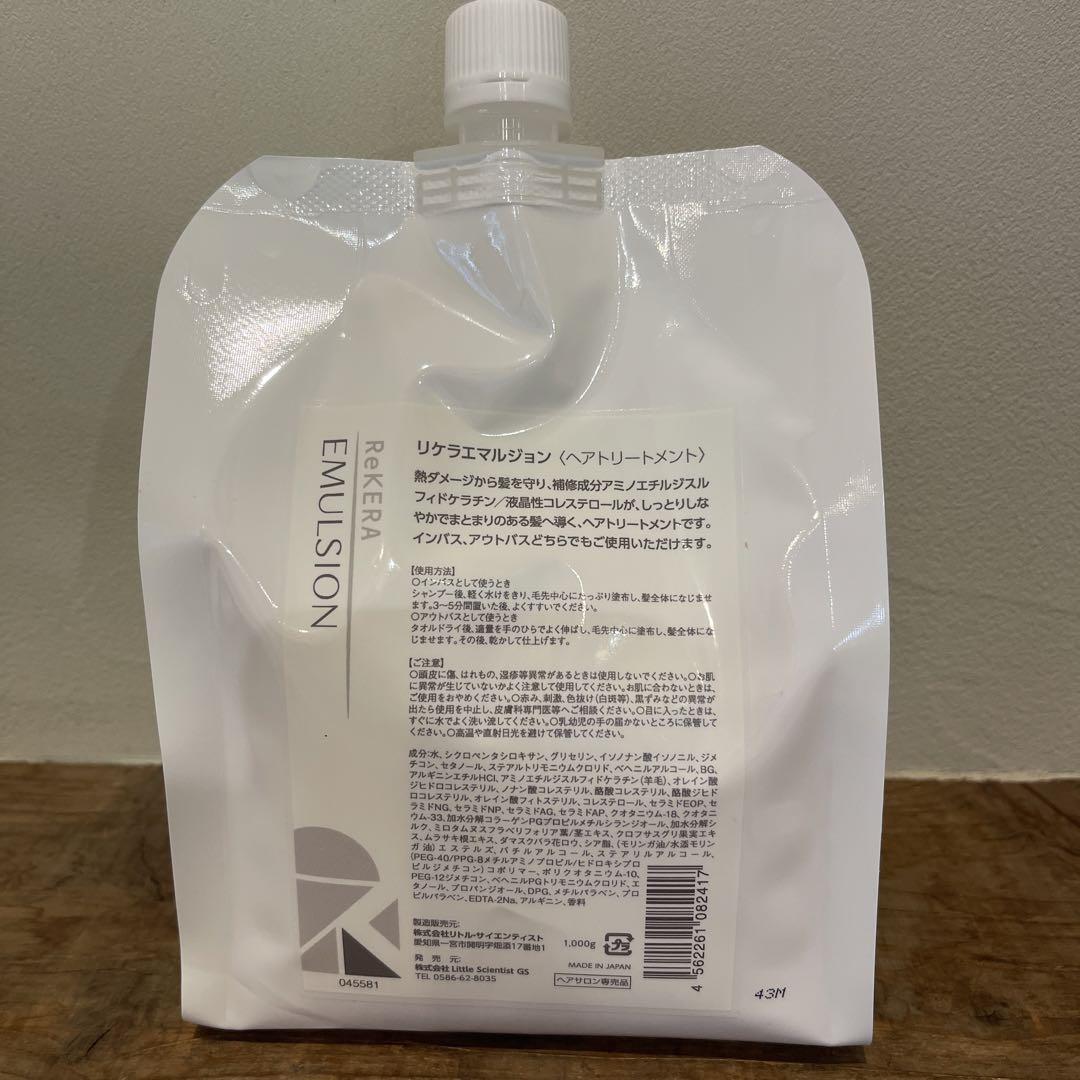 ReKERA
EMULSION
リケラエマルジョン〈ヘアトリートメント〉
熱ダメージから髪を守り、補修成分アミノエチルジスル
フィドケラチン/液晶性コレステロールが、しっとりしな
やかでまとまりのある髪へ導く、ヘアトリートメントです。
インバス、アウトバスどちらでもご使用いただけます。
【使用方法】
○インバスとして使うとき
シャンプー後、軽く水けをきり、毛先中心にたっぷり塗布し、髪全体になじませ
ます。3〜5分間置いた後、よくすすいでください。
○アウトバスとして使うとき
タオルドライ後、適量を手のひらでよく伸ばし、毛先中心に塗布し、髪全体にな
じませます。その後、乾かして仕上げます。
【ご注意】
○頭皮に傷、はれもの、湿疹等異常があるときは使用しないでください。○お肌
に異常が生じていないかよく注意して使用してください。お肌に合わないときは、
ご使用をおやめください。○赤み、刺激、色抜け(白斑等)、黒ずみなどの異常が
出たら使用を中止し、皮膚科専門医等へご相談ください。○目に入ったときは、
すぐに水でよく洗い流してください。○乳幼児の手の届かないところに保管して
ください。○高温や直射日光を避けて保管してください。
成分:水、シクロペンタシロキサン、グリセリン、イソノナン酸イソノニル、ジメ
チコン、セタノール、ステアルトリモニウムクロリド、ベヘニルアルコール、BG、
アルギニンエチルHCl、アミノエチルジスルフィドケラチン(羊毛)、オレイン酸
ジヒドロコレステリル、ノナン酸コレステリル、酪酸コレステリル、酪酸ジヒド
ロコレステリル、オレイン酸フィトステリル、コレステロール、セラミドEOP、セ
ラミドNG、セラミドNP、セラミドAG、セラミドAP、クオタニウム-18、クオタニ
ウム-33、加水分解コラーゲンPGプロピルメチルシランジオール、加水分解シ
ルク、ミロタムヌスフラベリフォリア葉/茎エキス、クロフサスグリ果実エキ
ス、ムラサキ根エキス、ダマスクバラ花ロウ、シア脂、(モリンガ油/水添モリン
ガ油)エステルズ、バチルアルコール、ステアリルアルコール、
(PEG-40/PPG-8メチルアミノプロピル/ヒドロキシプロ
ピルジメチコン)コポリマー、ポリクオタニウム-10、
PEG-12ジメチコン、ベヘニルPGトリモニウムクロリド、エ
タノール、プロパンジオール、DPG、メチルパラベン、プロ
ピルパラベン、EDTA-2Na、アルギニン、香料
製造販売元:
株式会社リトル・サイエンティスト
愛知県一宮市開明字畑添17番地1
発売元:
株式会社 Little Scientist GS
TEL 0586-62-8035
1,000g
プラ
MADE IN JAPAN
ヘアサロン専売品
4 562261 082417
045581
43M